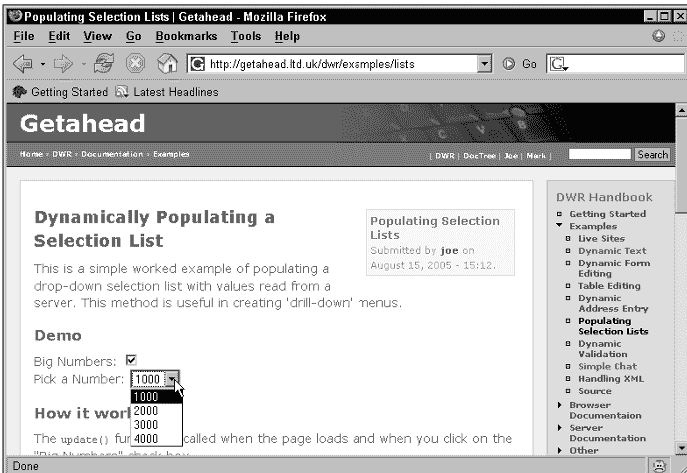 Populating Selection Lists | Getahead - Mozilla Firefox
File Edit View Go Bookmarks Tools Help
http://getahead.ltd.uk/dwr/examples/lists Go
Getting Started Latest Headlines
Getahead
Home » DWR » Documentation » Examples
| DWR | DocTree | Joe | Mark | Search
Dynamically Populating a
Selection List
This is a simple worked example of populating a
drop-down selection list with values read from a
server. This method is useful in creating 'drill-down' menus.
Populating Selection
Lists
Submitted by joe on
August 15, 2005 - 15:12.
Demo
Big Numbers:
Pick a Number: 1000
1000
2000
3000
4000
How it wor
The update() fun called when the page loads and when you click on the
"Big Numbers" check box.
DWR Handbook
Getting Started
Examples
Live Sites
Dynamic Text
Dynamic Form
Editing
Table Editing
Dynamic
Address Entry
Populating
Selection Lists
Dynamic
Validation
Simple Chat
Handling XML
Source
Browser
Documentaion
Server
Documentation
Other
Done